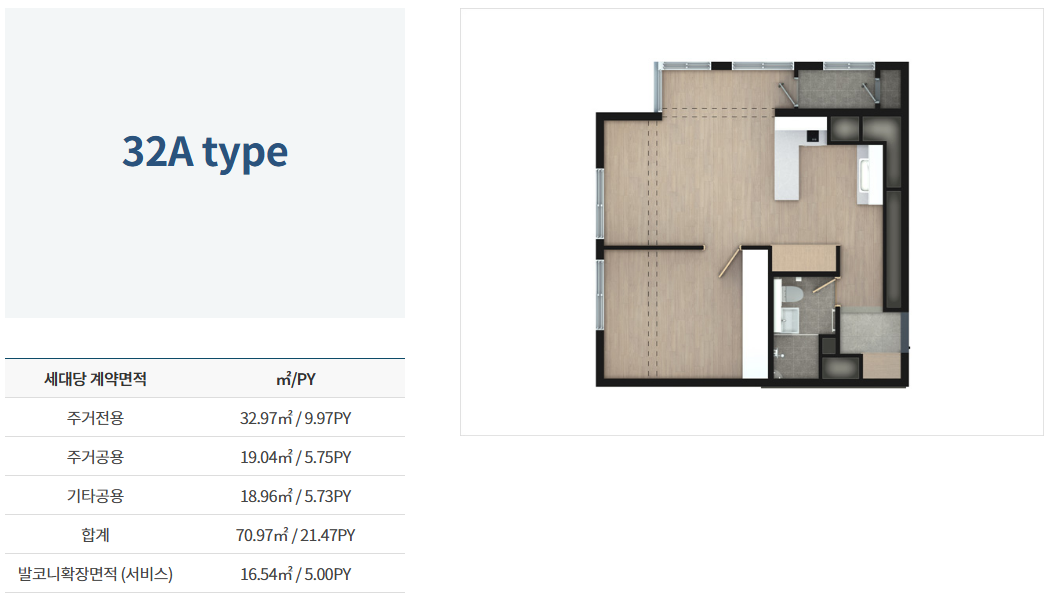 32A type
세대당 계약면적 ㎡/PY
주거전용 32.97㎡ / 9.97PY
주거공용 19.04㎡ / 5.75PY
기타공용 18.96㎡ / 5.73PY
합계 70.97㎡ / 21.47PY
발코니확장면적 (서비스) 16.54㎡ / 5.00PY